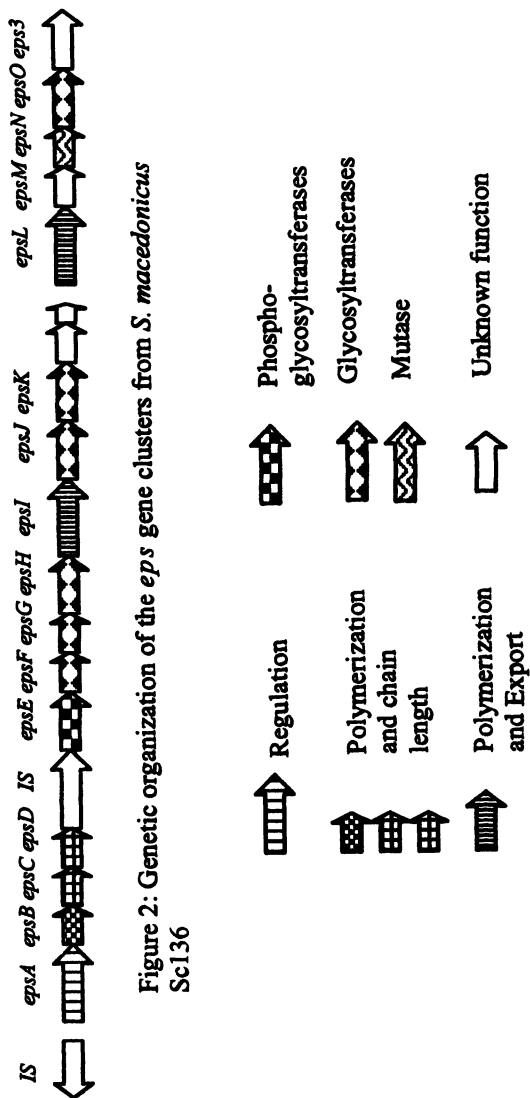 IS epsA epsB epsC epsD IS epsE epsF epsG epsH epsI epsJ epsK epsL epsM epsN epsO eps3
Figure 2: Genetic organization of the eps gene clusters from S. macedonicus
Sc136
Regulation
Polymerization
and chain
length
Polymerization
and Export
Phospho-
glycosyltransferases
Glycosyltransferases
Mutase
Unknown function